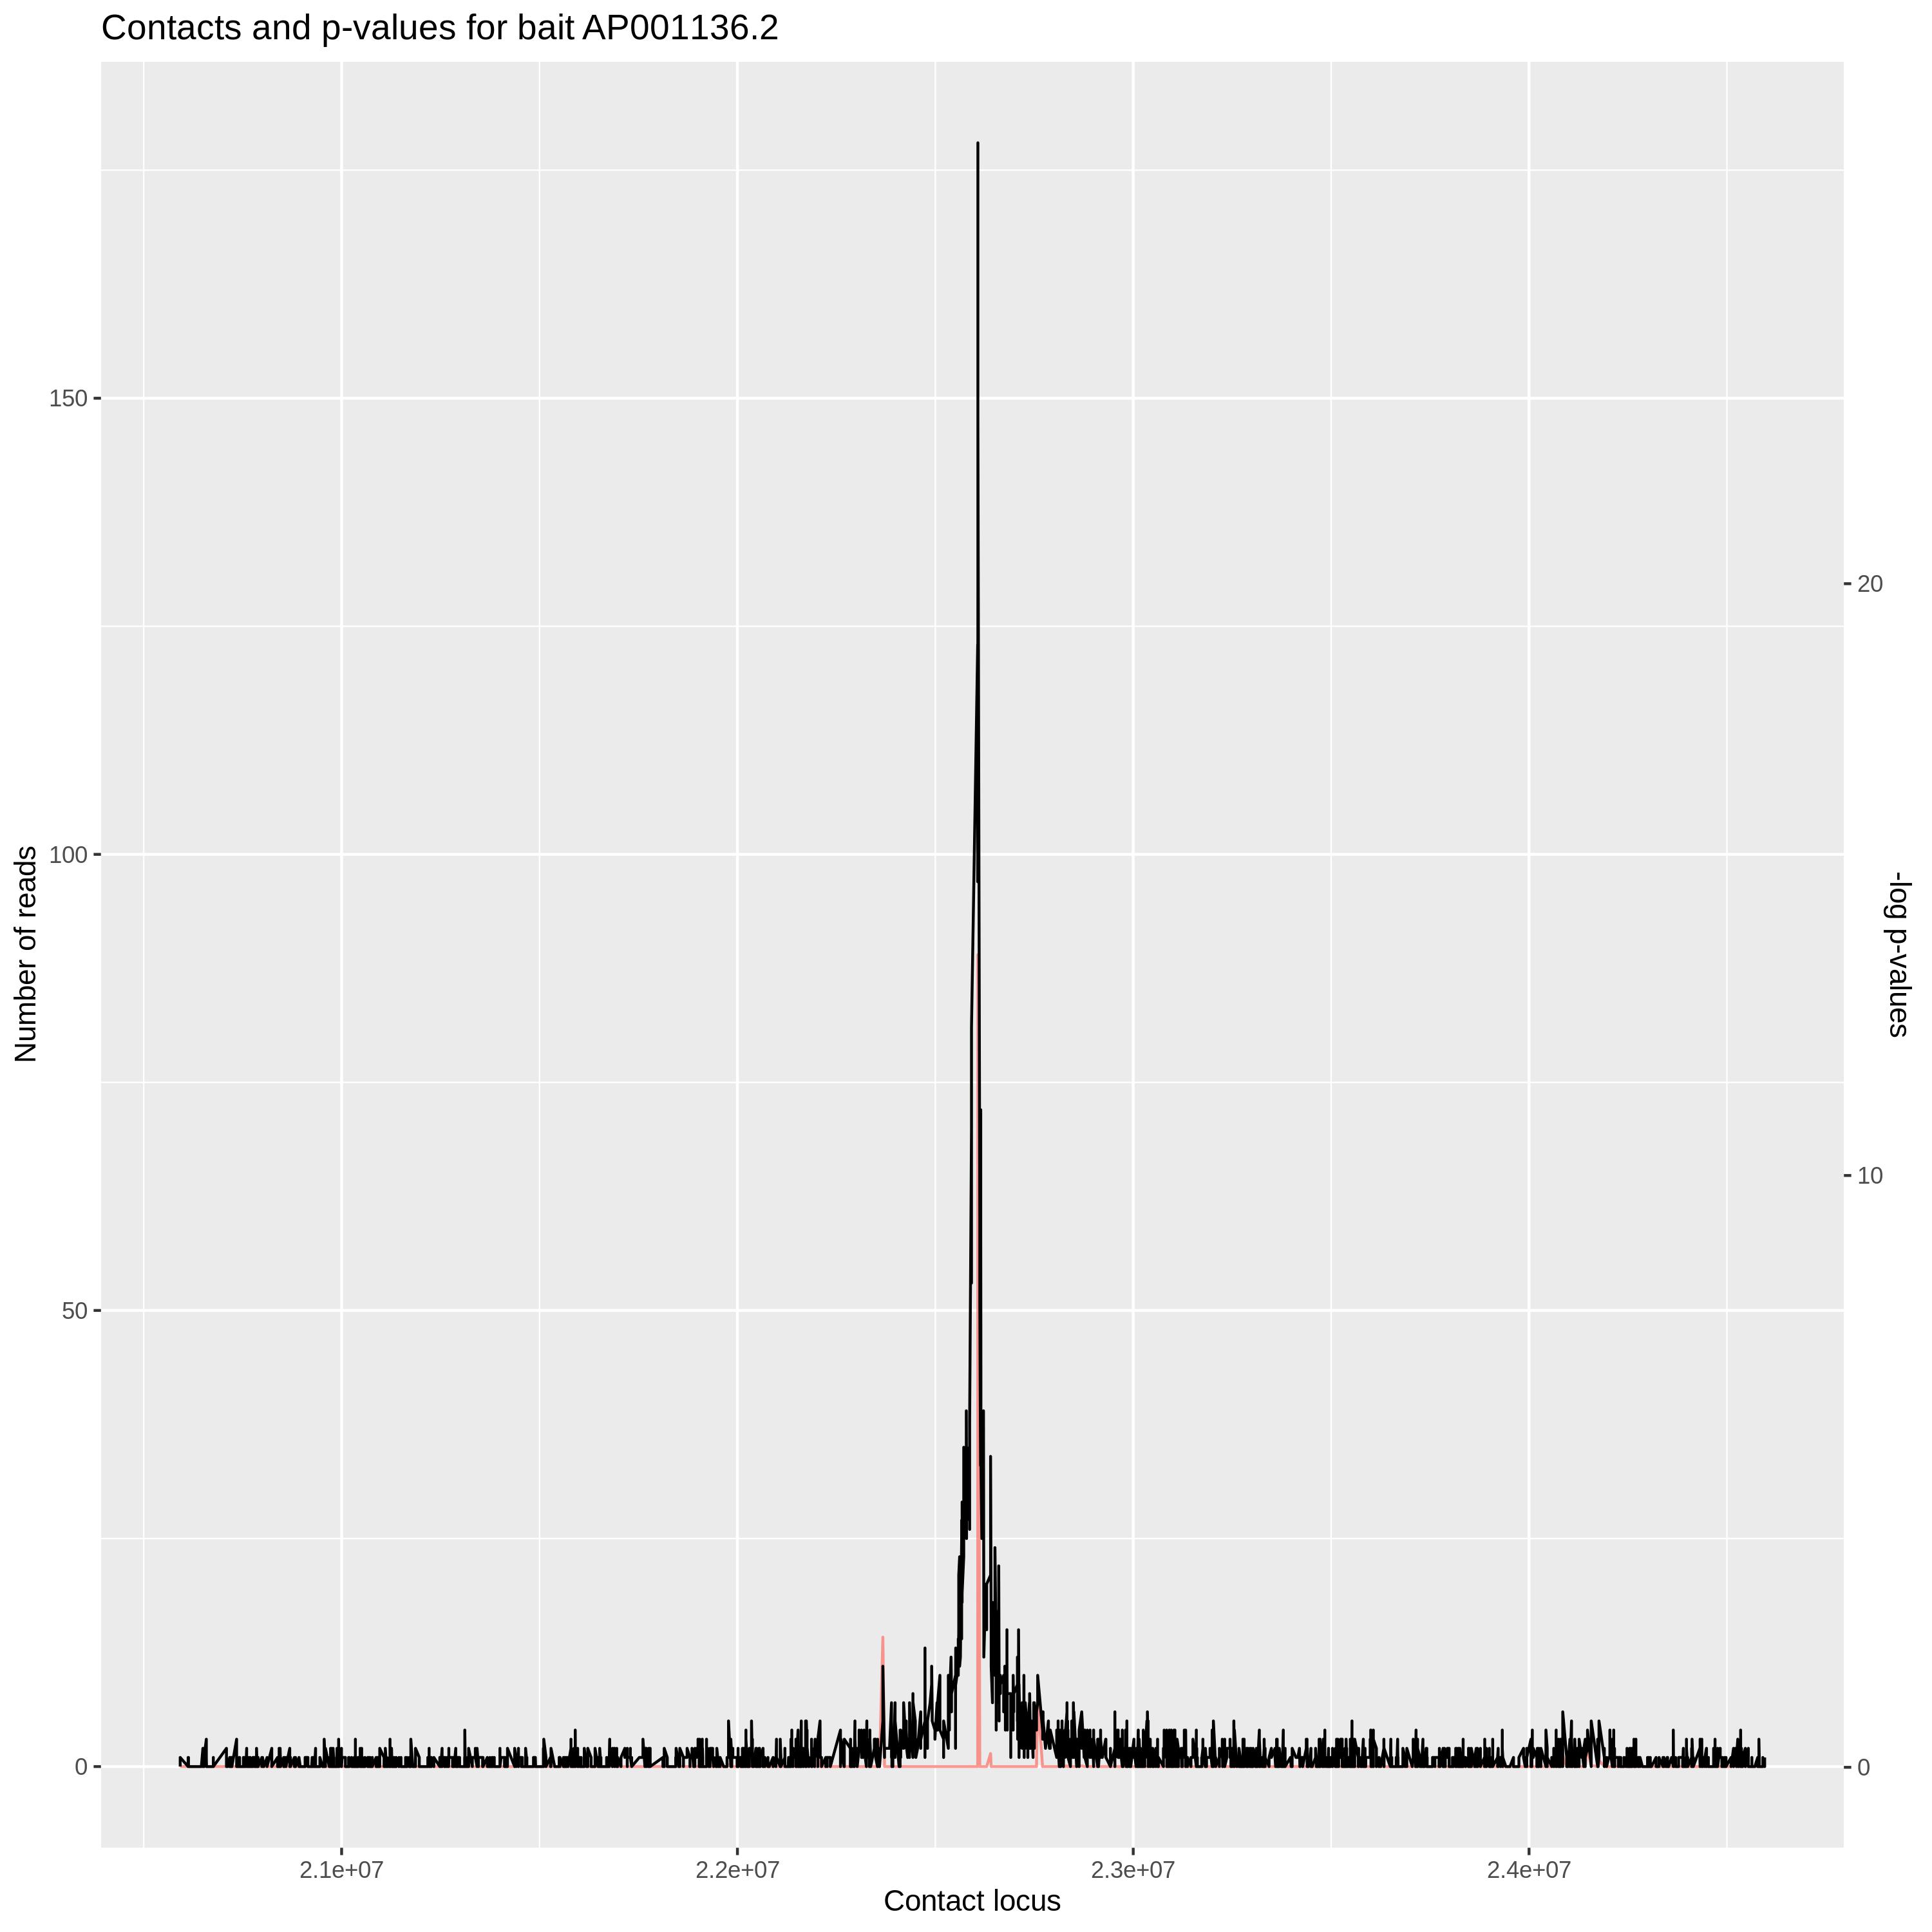 Contacts and p-values for bait AP001136.2
150
100
50
0
20
10
0
Number of reads
-log p-values
2.1e+07
2.2e+07
2.3e+07
2.4e+07
Contact locus